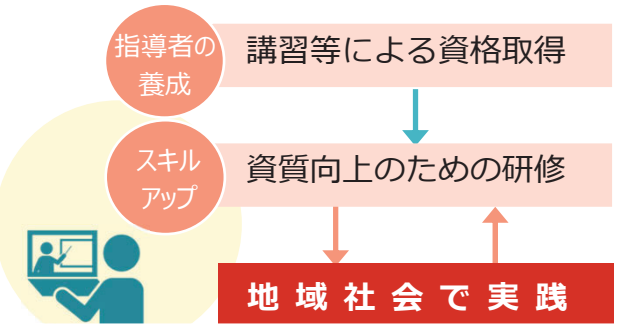 指導者の
養成
講習等による資格取得
スキル
アップ
資質向上のための研修
地域社会で実践